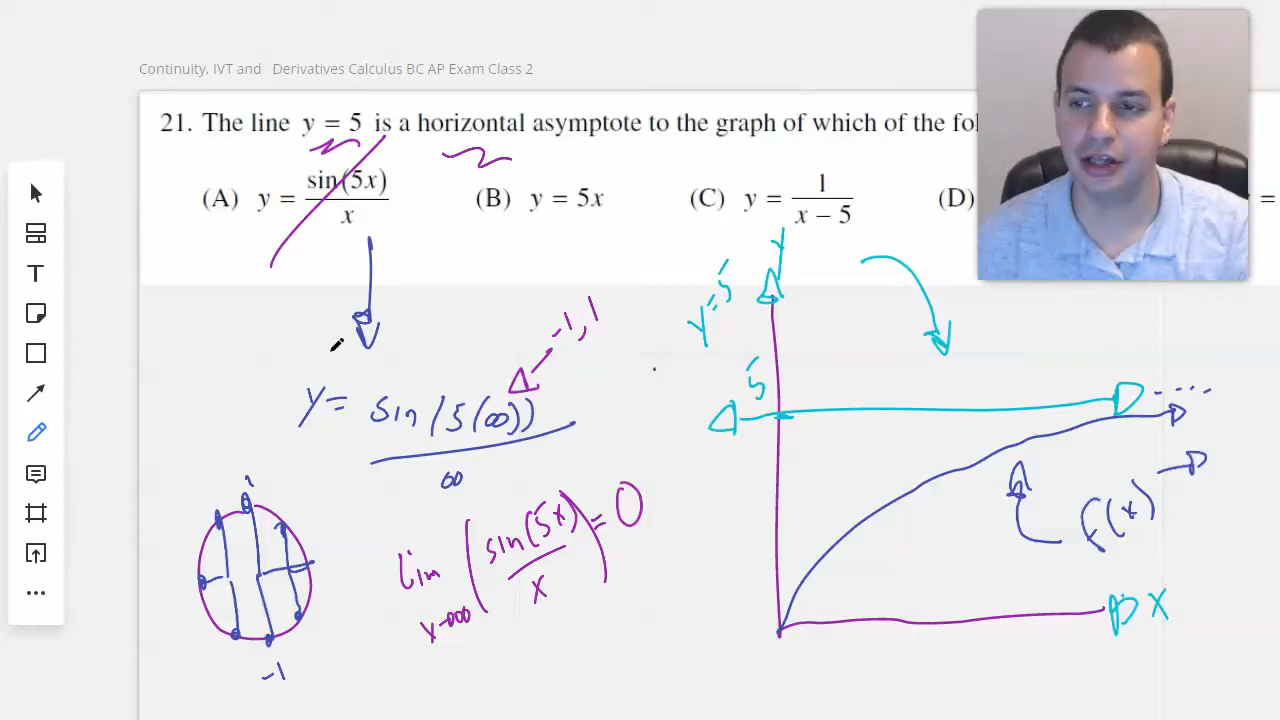 Continuity, IVT and Derivatives Calculus BC AP Exam Class 2
21. The line y = 5 is a horizontal asymptote to the graph of which of the fol
(A) y = sin(5x) / x (B) y = 5x (C) y = 1 / (x − 5) (D) =
-1, 1
y = sin(5(∞)) / ∞
lim x→∞ (sin(5x) / x) = 0
-1
y
y=5
5
f(x)
x
T